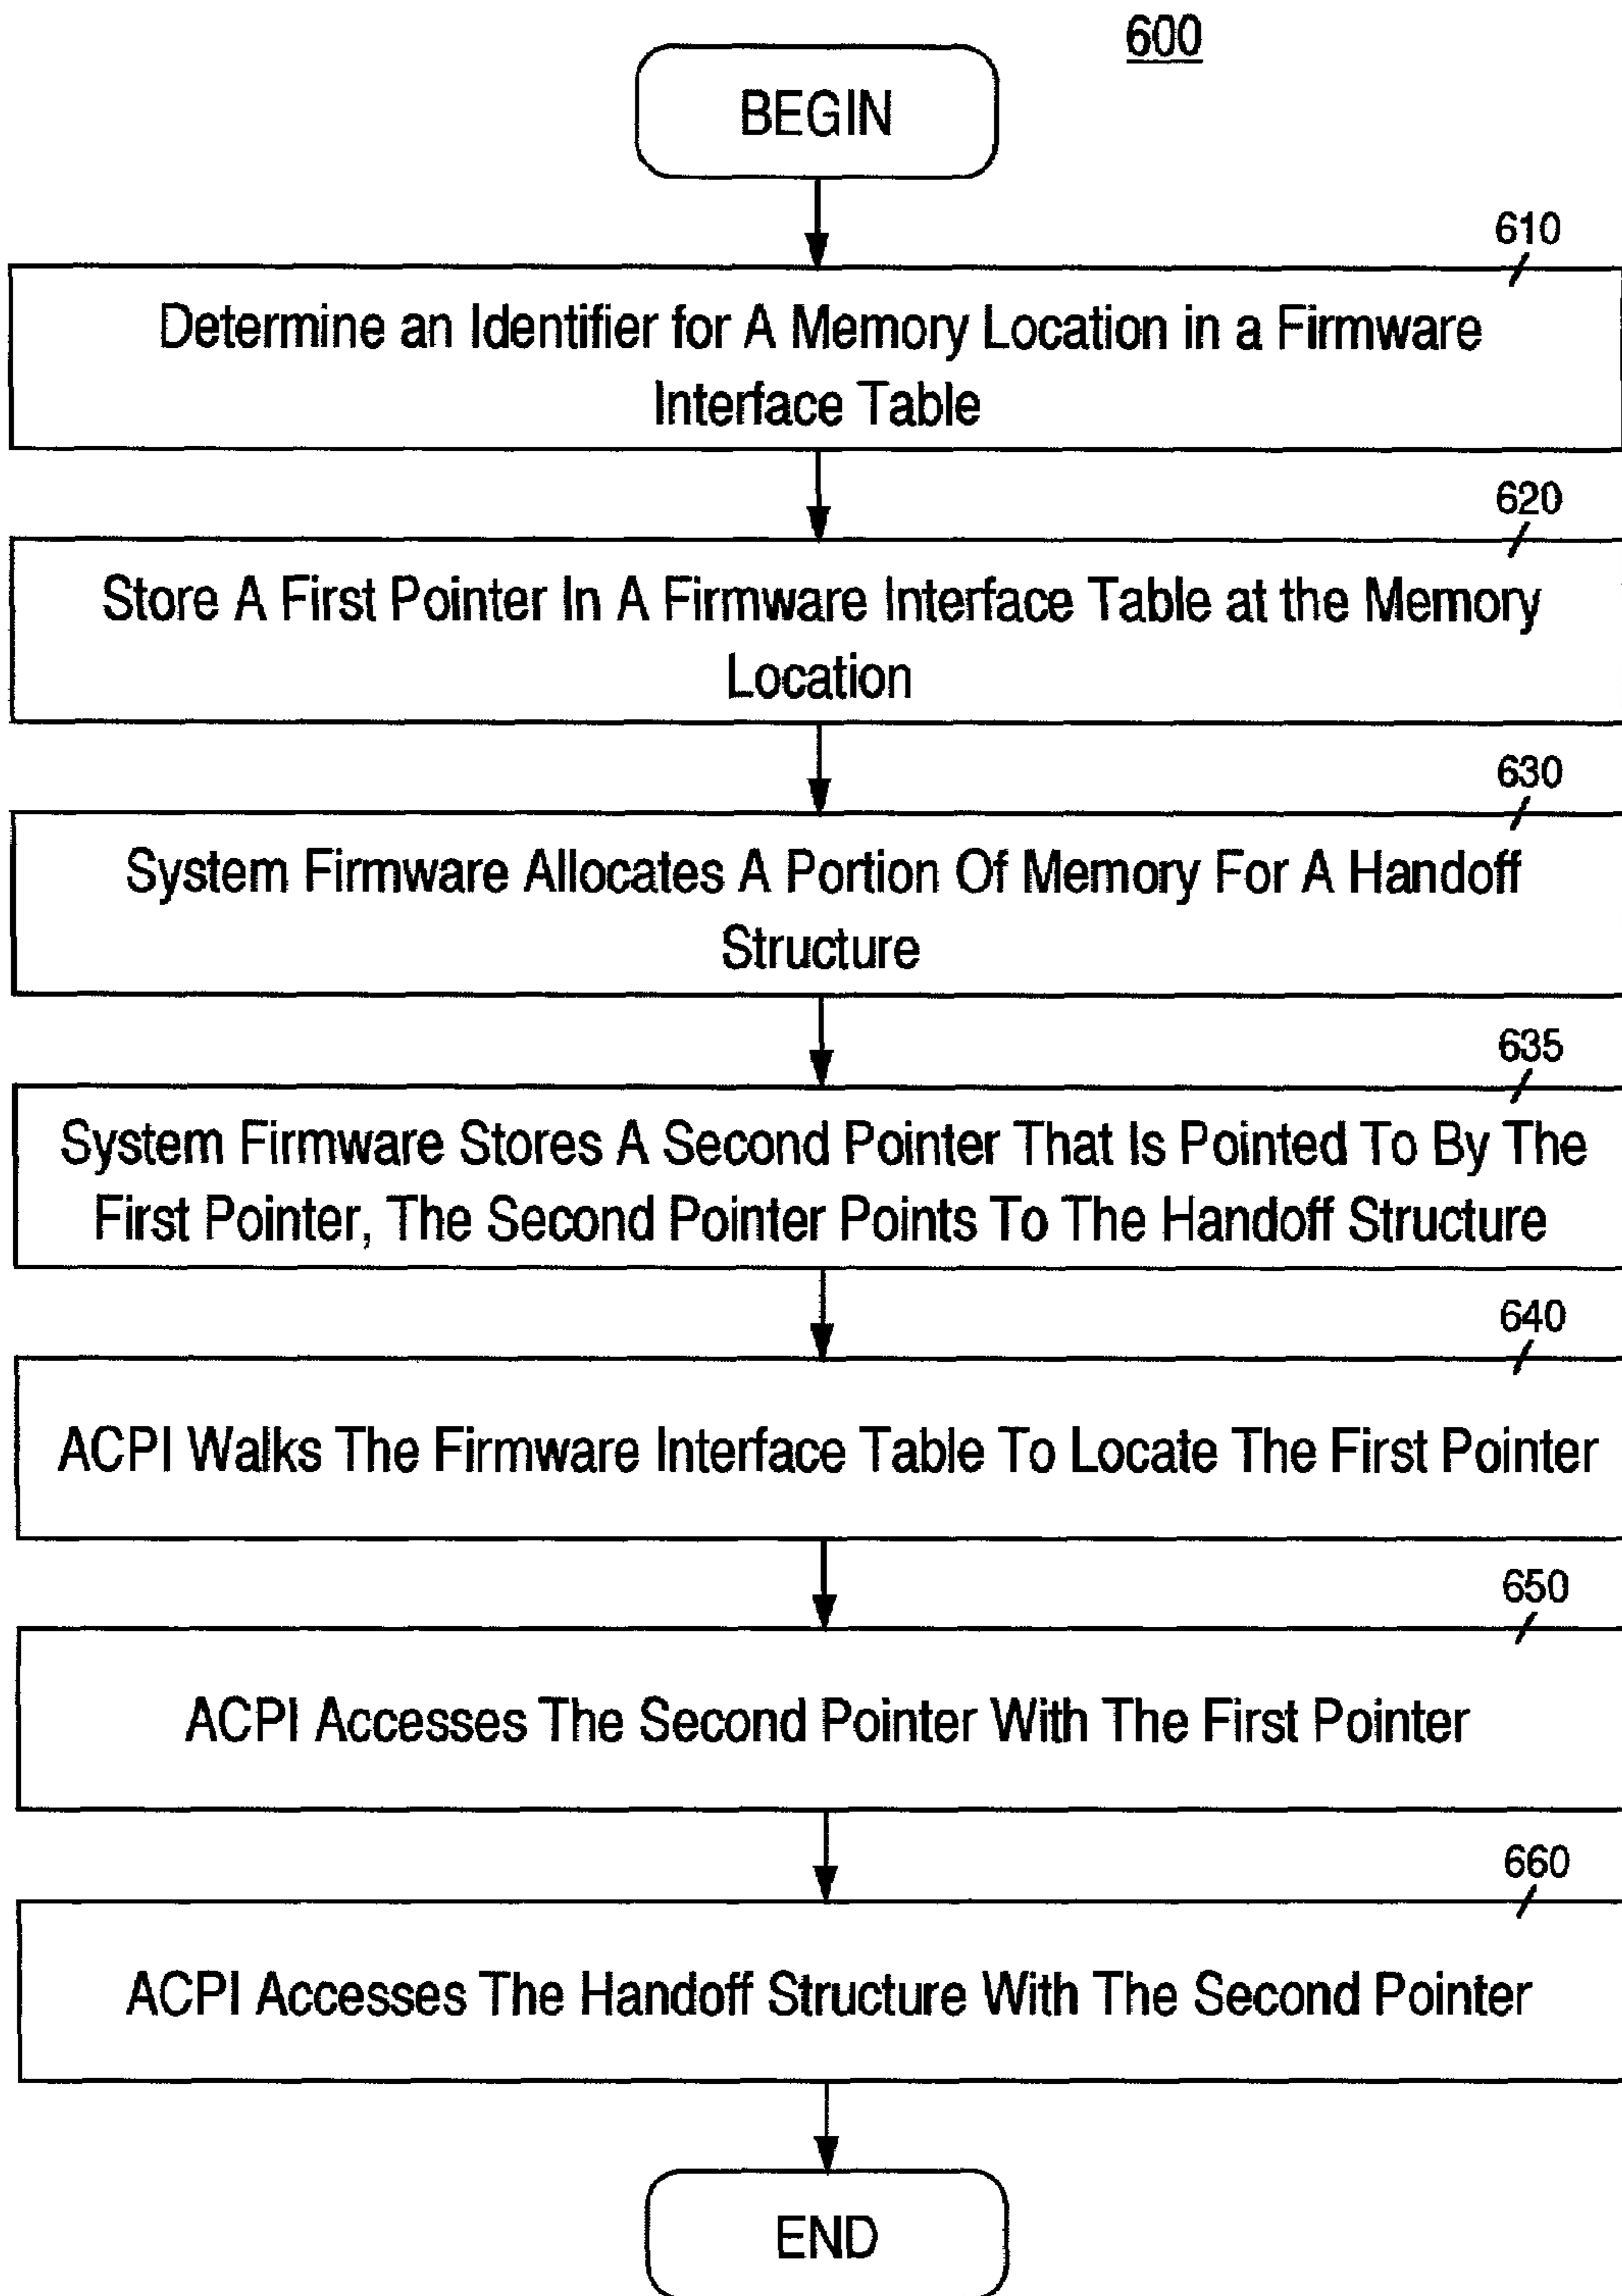 600
BEGIN
610
Determine an Identifier for A Memory Location in a Firmware
Interface Table
620
Store A First Pointer In A Firmware Interface Table at the Memory
Location
630
System Firmware Allocates A Portion Of Memory For A Handoff
Structure
635
System Firmware Stores A Second Pointer That Is Pointed To By The
First Pointer, The Second Pointer Points To The Handoff Structure
640
ACPI Walks The Firmware Interface Table To Locate The First Pointer
650
ACPI Accesses The Second Pointer With The First Pointer
660
ACPI Accesses The Handoff Structure With The Second Pointer
END